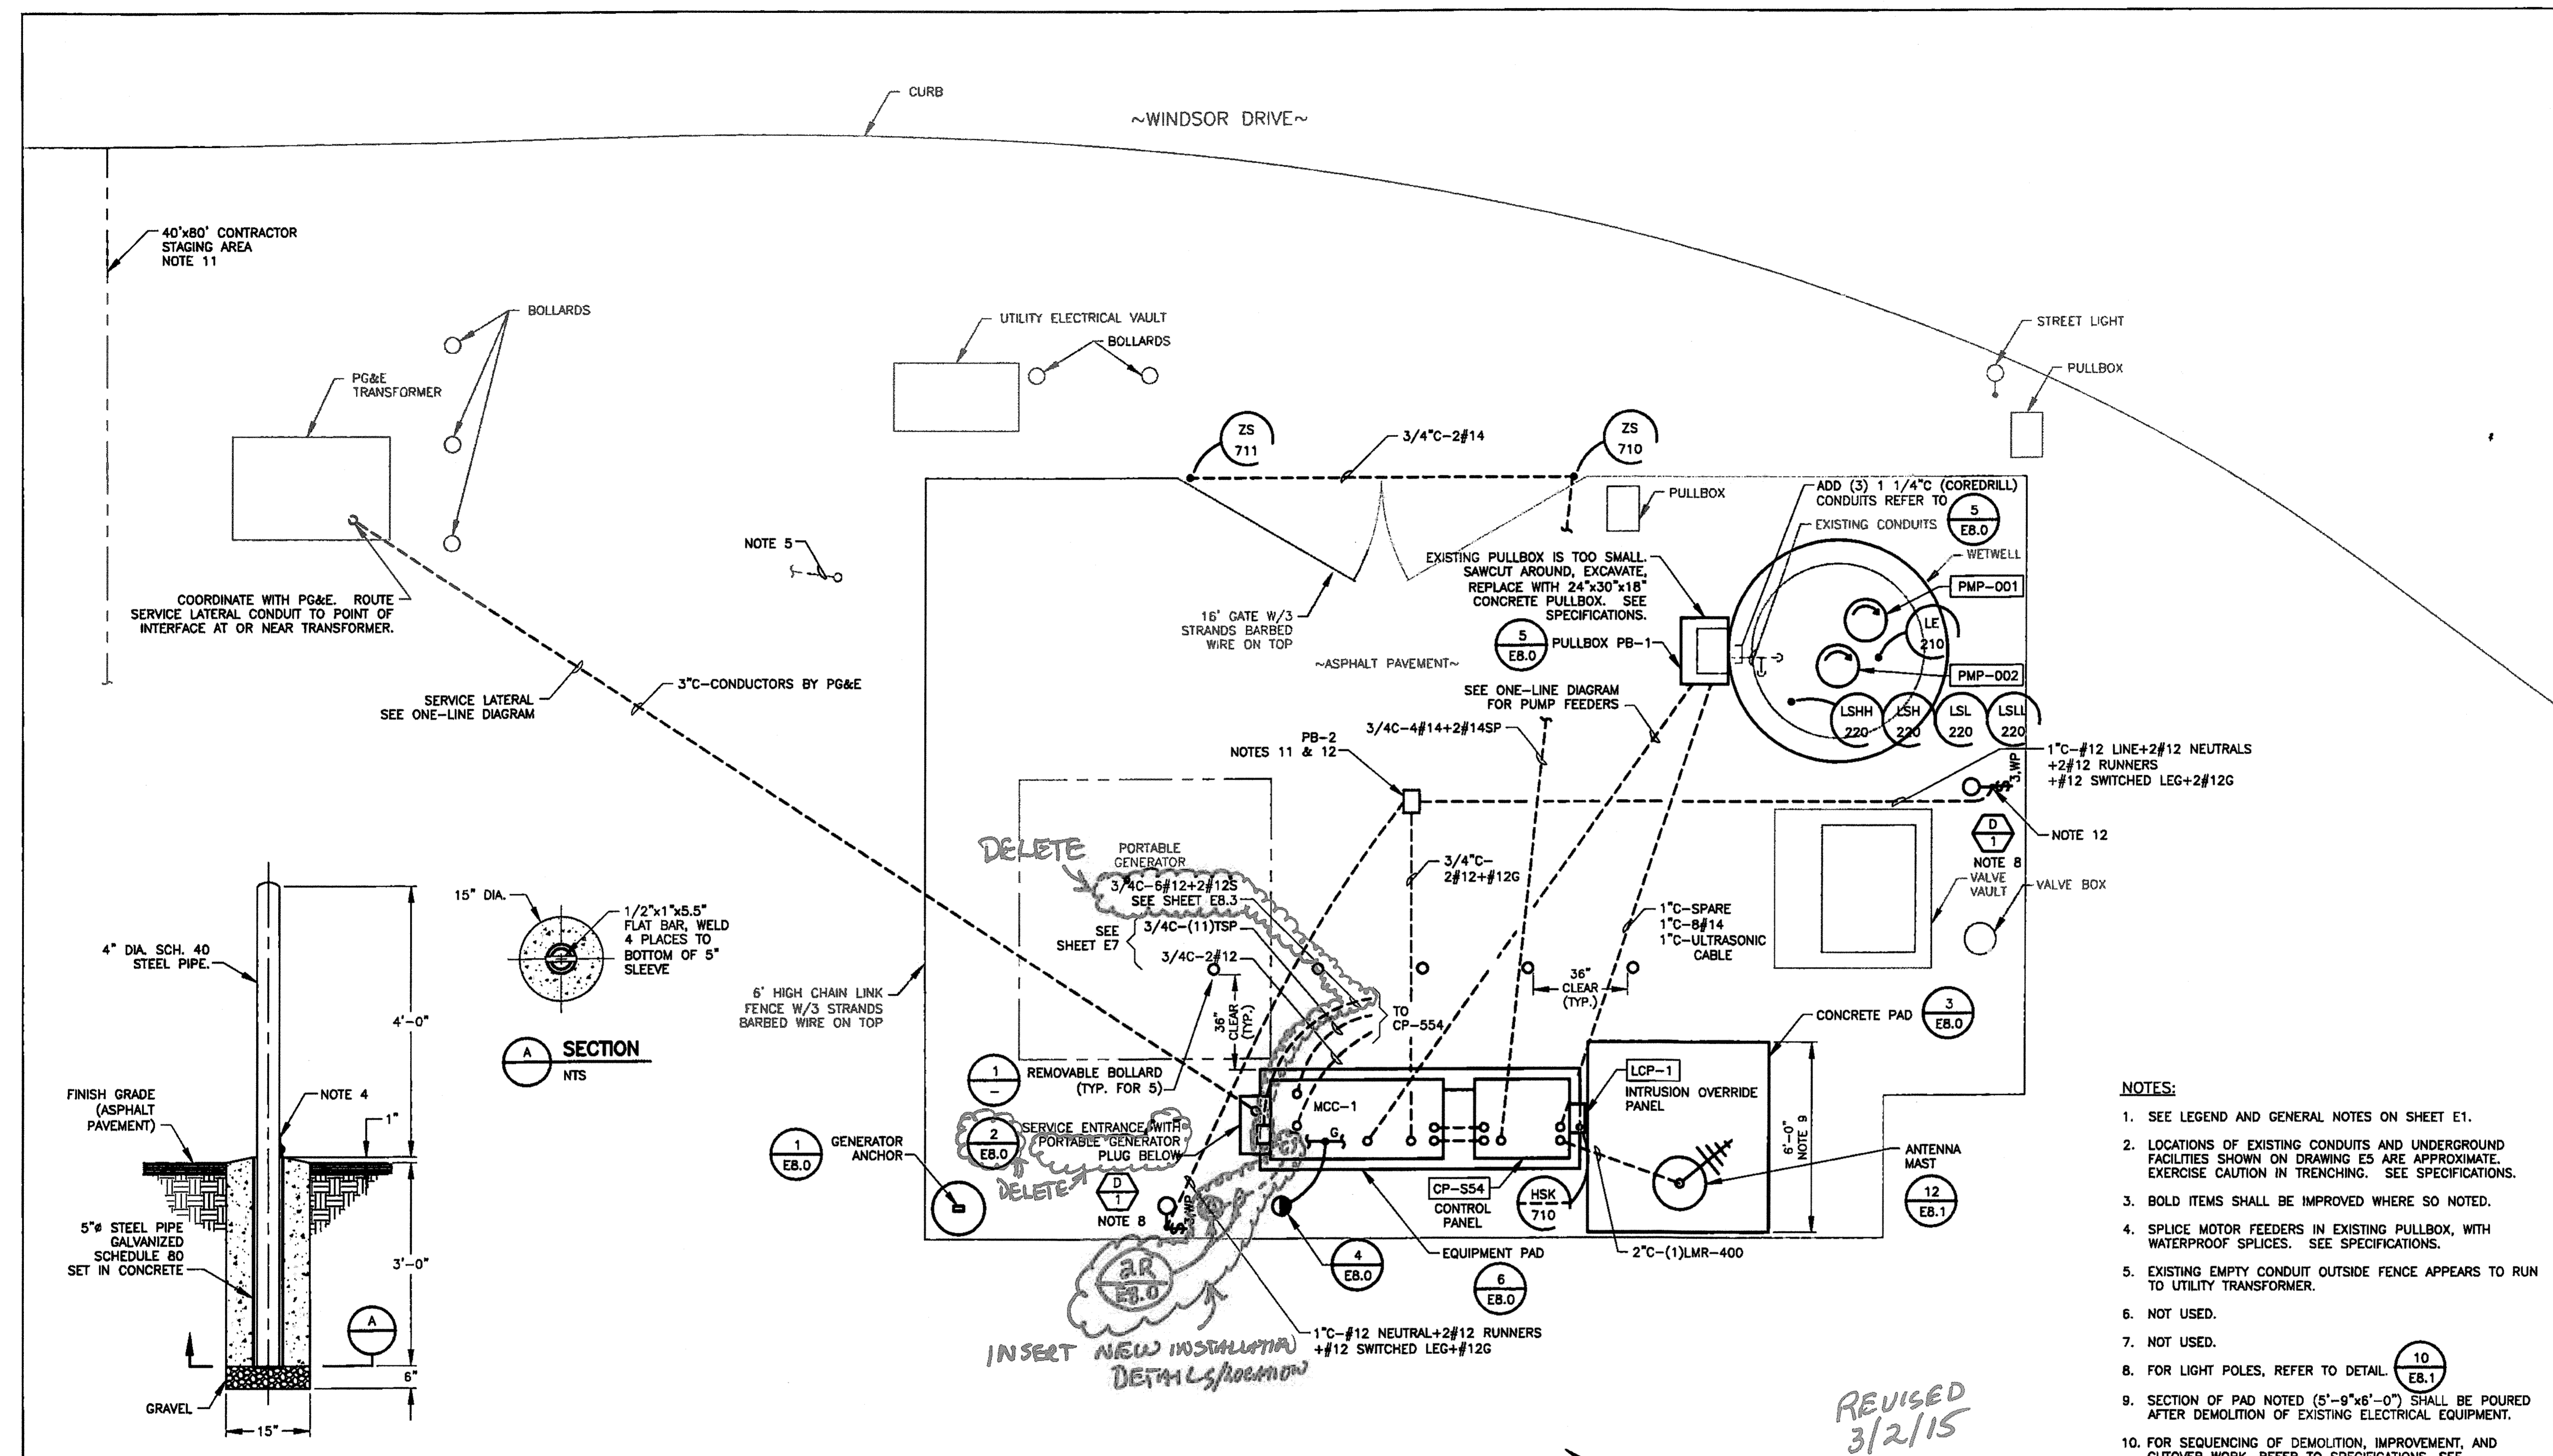 CURB
~WINDSOR DRIVE~
40'x80' CONTRACTOR
STAGING AREA
NOTE 11
BOLLARDS
UTILITY ELECTRICAL VAULT
BOLLARDS
STREET LIGHT
PULLBOX
PG&E
TRANSFORMER
ZS
711
3/4"C-2#14
ZS
710
PULLBOX
ADD (3) 1 1/4"C (COREDRILL)
CONDUITS REFER TO
5
E8.0
EXISTING CONDUITS
WETWELL
NOTE 5
EXISTING PULLBOX IS TOO SMALL.
SAWCUT AROUND, EXCAVATE,
REPLACE WITH 24"x30"x18"
CONCRETE PULLBOX. SEE
SPECIFICATIONS.
PMP-001
COORDINATE WITH PG&E. ROUTE
SERVICE LATERAL CONDUIT TO POINT OF
INTERFACE AT OR NEAR TRANSFORMER.
16' GATE W/3
STRANDS BARBED
WIRE ON TOP
LE
210
5
E8.0
PULLBOX PB-1
~ASPHALT PAVEMENT~
PMP-002
3"C-CONDUCTORS BY PG&E
SERVICE LATERAL
SEE ONE-LINE DIAGRAM
SEE ONE-LINE DIAGRAM
FOR PUMP FEEDERS
LSHH
220
LSH
220
LSL
220
LSLL
220
3/4C-4#14+2#14SP
PB-2
NOTES 11 & 12
1"C-#12 LINE+2#12 NEUTRALS
+2#12 RUNNERS
+#12 SWITCHED LEG+2#12G
3,WP
D
1
NOTE 12
NOTE 8
VALVE
VAULT
VALVE BOX
DELETE
PORTABLE
GENERATOR
3/4C-6#12+2#12S
SEE SHEET E8.3
SEE
SHEET E7
3/4C-(11)TSP
3/4C-2#12
3/4"C-
2#12+#12G
1"C-SPARE
1"C-8#14
1"C-ULTRASONIC
CABLE
15" DIA.
1/2"x1"x5.5"
FLAT BAR, WELD
4 PLACES TO
BOTTOM OF 5"
SLEEVE
4" DIA. SCH. 40
STEEL PIPE.
36"
CLEAR
(TYP.)
6' HIGH CHAIN LINK
FENCE W/3 STRANDS
BARBED WIRE ON TOP
36"
CLEAR
(TYP.)
TO
CP-554
CONCRETE PAD
3
E8.0
4'-0"
A
SECTION
NTS
1
–
REMOVABLE BOLLARD
(TYP. FOR 5)
LCP-1
INTRUSION OVERRIDE
PANEL
MCC-1
FINISH GRADE
(ASPHALT
PAVEMENT)
NOTE 4
1"
2
E8.0
SERVICE ENTRANCE/WITH
PORTABLE GENERATOR
PLUG BELOW
G
1
E8.0
GENERATOR
ANCHOR
6'-0"
NOTE 9
ANTENNA
MAST
12
E8.1
DELETE
D
1
NOTE 8
3,WP
CP-S54
CONTROL
PANEL
HSK
710
5"ø STEEL PIPE
GALVANIZED
SCHEDULE 80
SET IN CONCRETE
3'-0"
2R
E8.0
4
E8.0
EQUIPMENT PAD
6
E8.0
2"C-(1)LMR-400
A
1"C-#12 NEUTRAL+2#12 RUNNERS
+#12 SWITCHED LEG+#12G
INSERT NEW INSTALLATION
DETAILS/LOCATION
6"
GRAVEL
15"
REVISED
3/2/15
NOTES:
1. SEE LEGEND AND GENERAL NOTES ON SHEET E1.
2. LOCATIONS OF EXISTING CONDUITS AND UNDERGROUND
FACILITIES SHOWN ON DRAWING E5 ARE APPROXIMATE.
EXERCISE CAUTION IN TRENCHING. SEE SPECIFICATIONS.
3. BOLD ITEMS SHALL BE IMPROVED WHERE SO NOTED.
4. SPLICE MOTOR FEEDERS IN EXISTING PULLBOX, WITH
WATERPROOF SPLICES. SEE SPECIFICATIONS.
5. EXISTING EMPTY CONDUIT OUTSIDE FENCE APPEARS TO RUN
TO UTILITY TRANSFORMER.
6. NOT USED.
7. NOT USED.
8. FOR LIGHT POLES, REFER TO DETAIL.
10
E8.1
9. SECTION OF PAD NOTED (5'-9"x6'-0") SHALL BE POURED
AFTER DEMOLITION OF EXISTING ELECTRICAL EQUIPMENT.
10. FOR SEQUENCING OF DEMOLITION, IMPROVEMENT, AND
CUTOVER WORK, REFER TO SPECIFICATIONS. SEE